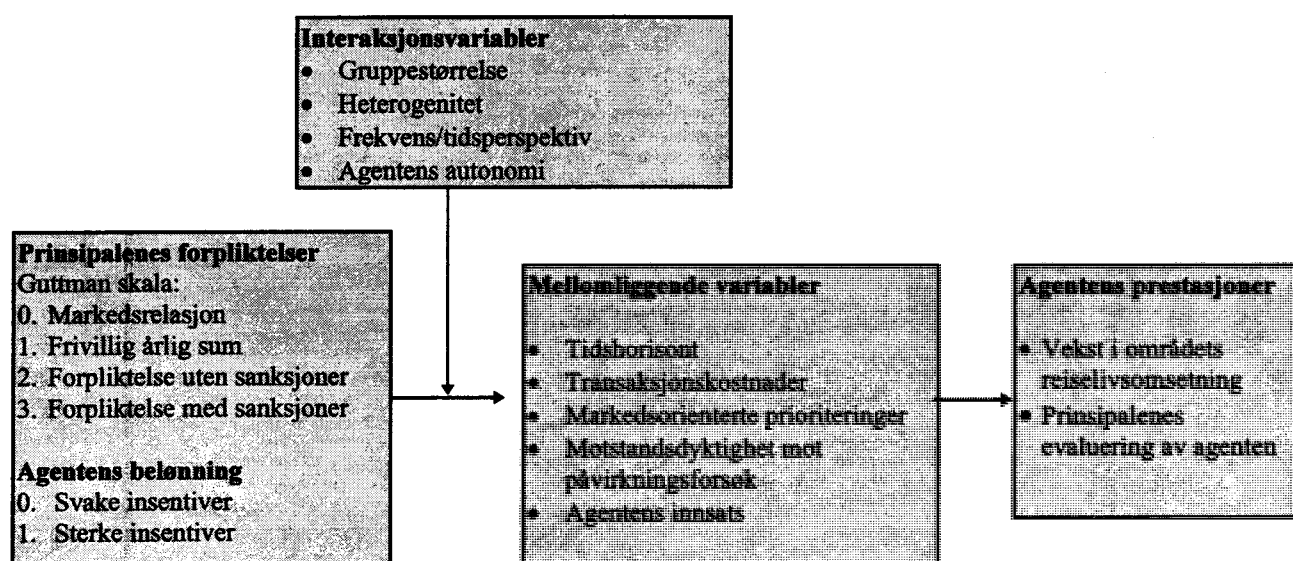 Interaksjonsvariabler
• Gruppestørrelse
• Heterogenitet
• Frekvens/tidsperspektiv
• Agentens autonomi
Prinsipalenes forpliktelser
Guttman skala:
0. Markedsrelasjon
1. Frivillig årlig sum
2. Forpliktelse uten sanksjoner
3. Forpliktelse med sanksjoner
Agentens belønning
0. Svake insentiver
1. Sterke insentiver
Mellomliggende variabler
• Tidshorisont
• Transaksjonskostnader
• Markedsorienterte prioriteringer
• Motstandsdyktighet mot
påvirkningsforsøk
• Agentens innsats
Agentens prestasjoner
• Vekst i områdets
reiselivsomsetning
• Prinsipalenes
evaluering av agenten